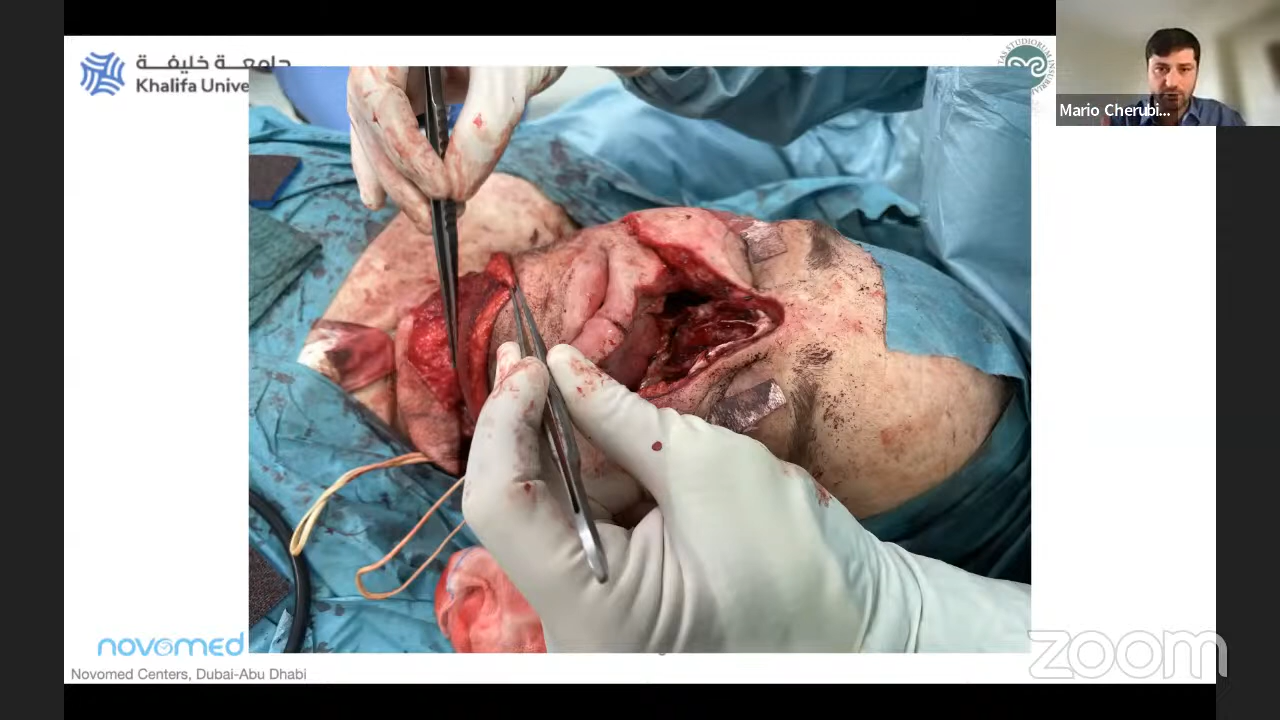 جامعة خليفة
Khalifa Unive
Mario Cherubi...
novomed
Novomed Centers, Dubai-Abu Dhabi
zoom